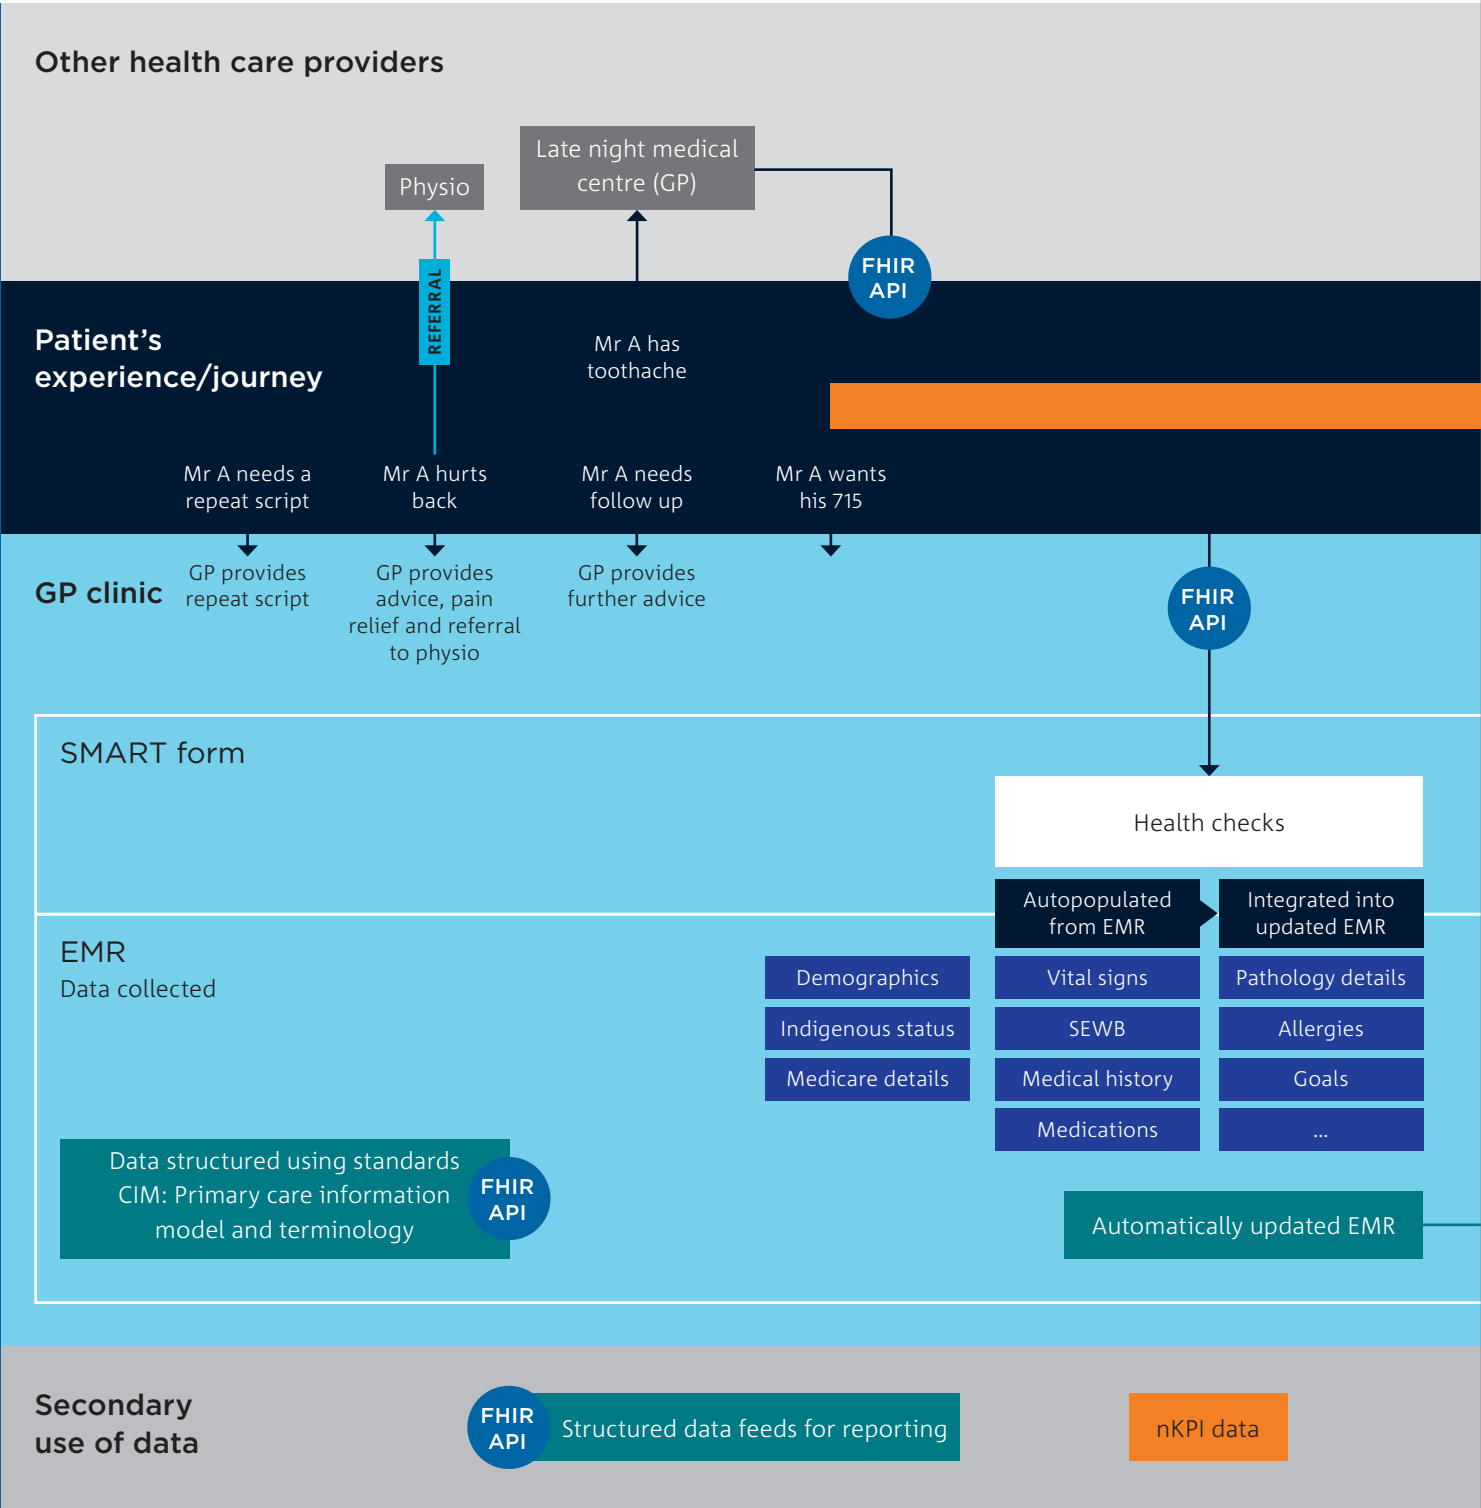 Other health care providers
Late night medical
centre (GP)
Physio
FHIR
API
REFERRAL
Patient's
experience/journey
Mr A has
toothache
Mr A needs a
repeat script
Mr A hurts
back
Mr A needs
follow up
Mr A wants
his 715
GP clinic
GP provides
repeat script
GP provides
advice, pain
relief and referral
to physio
GP provides
further advice
FHIR
API
SMART form
Health checks
Autopopulated
from EMR
Integrated into
updated EMR
EMR
Data collected
Demographics
Vital signs
Pathology details
Indigenous status
SEWB
Allergies
Medicare details
Medical history
Goals
Medications
...
Data structured using standards
CIM: Primary care information
model and terminology
FHIR
API
Automatically updated EMR
Secondary
use of data
FHIR
API
Structured data feeds for reporting
nKPI data